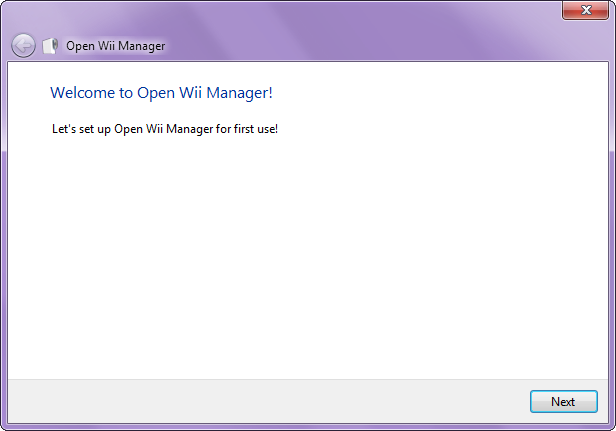 Open Wii Manager
Welcome to Open Wii Manager!
Let's set up Open Wii Manager for first use!
Next